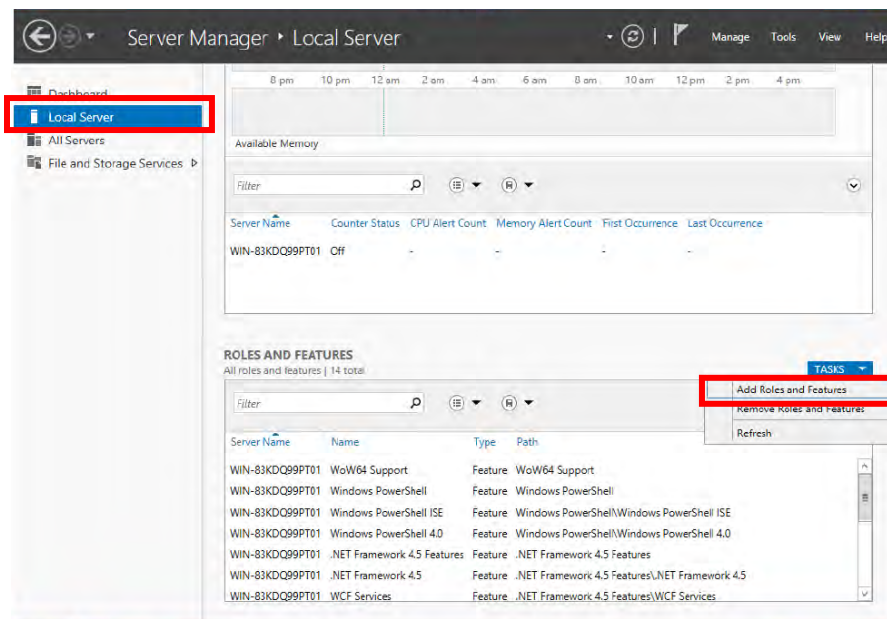 Server Manager • Local Server
Manage Tools View Help
Dashboard
Local Server
All Servers
File and Storage Services
8 pm 10 pm 12 am 2 am 4 am 6 am 8 am 10 am 12 pm 2 pm 4 pm
Available Memory
Filter
Server Name Counter Status CPU Alert Count Memory Alert Count First Occurrence Last Occurrence
WIN-83KDQ99PT01 Off - - - -
ROLES AND FEATURES
All roles and features | 14 total
TASKS
Add Roles and Features
Remove Roles and Features
Refresh
Filter
Server Name Name Type Path
WIN-83KDQ99PT01 WoW64 Support Feature WoW64 Support
WIN-83KDQ99PT01 Windows PowerShell Feature Windows PowerShell
WIN-83KDQ99PT01 Windows PowerShell ISE Feature Windows PowerShell\Windows PowerShell ISE
WIN-83KDQ99PT01 Windows PowerShell 4.0 Feature Windows PowerShell\Windows PowerShell 4.0
WIN-83KDQ99PT01 .NET Framework 4.5 Features Feature .NET Framework 4.5 Features
WIN-83KDQ99PT01 .NET Framework 4.5 Feature .NET Framework 4.5 Features\.NET Framework 4.5
WIN-83KDQ99PT01 WCF Services Feature .NET Framework 4.5 Features\WCF Services